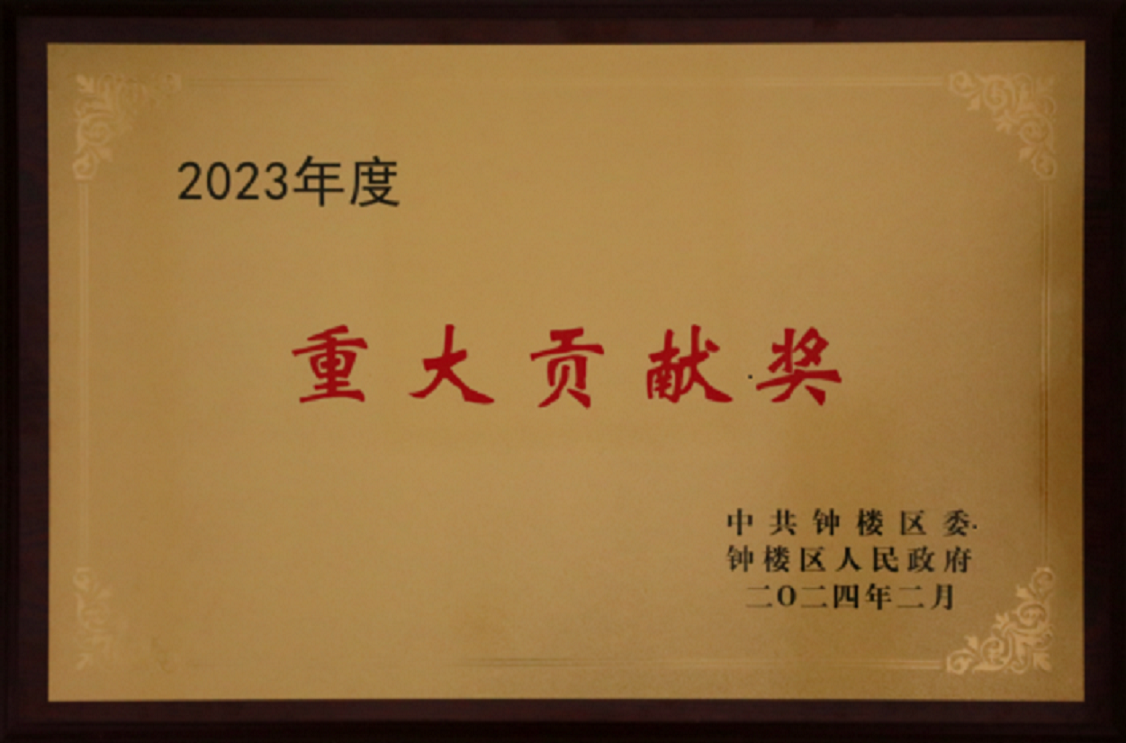 2023年度
重大贡献奖
中共钟楼区委
钟楼区人民政府
二〇二四年二月